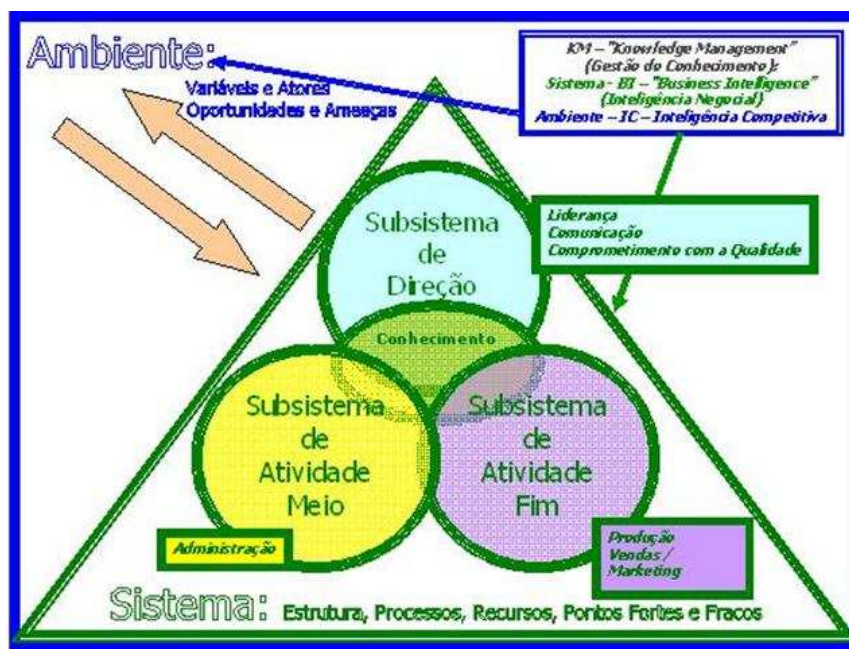 Ambiente:
Variáveis e Atores
Oportunidades e Ameaças
KM – "Knowledge Management"
(Gestão do Conhecimento):
Sistema - BI – "Business Intelligence"
(Inteligência Negocial)
Ambiente – IC – Inteligência Competitiva
Liderança
Comunicação
Comprometimento com a Qualidade
Subsistema
de
Direção
Conhecimento
Subsistema
de
Atividade
Meio
Subsistema
de
Atividade
Fim
Administração
Produção
Vendas /
Marketing
Sistema: Estrutura, Processos, Recursos, Pontos Fortes e Fracos